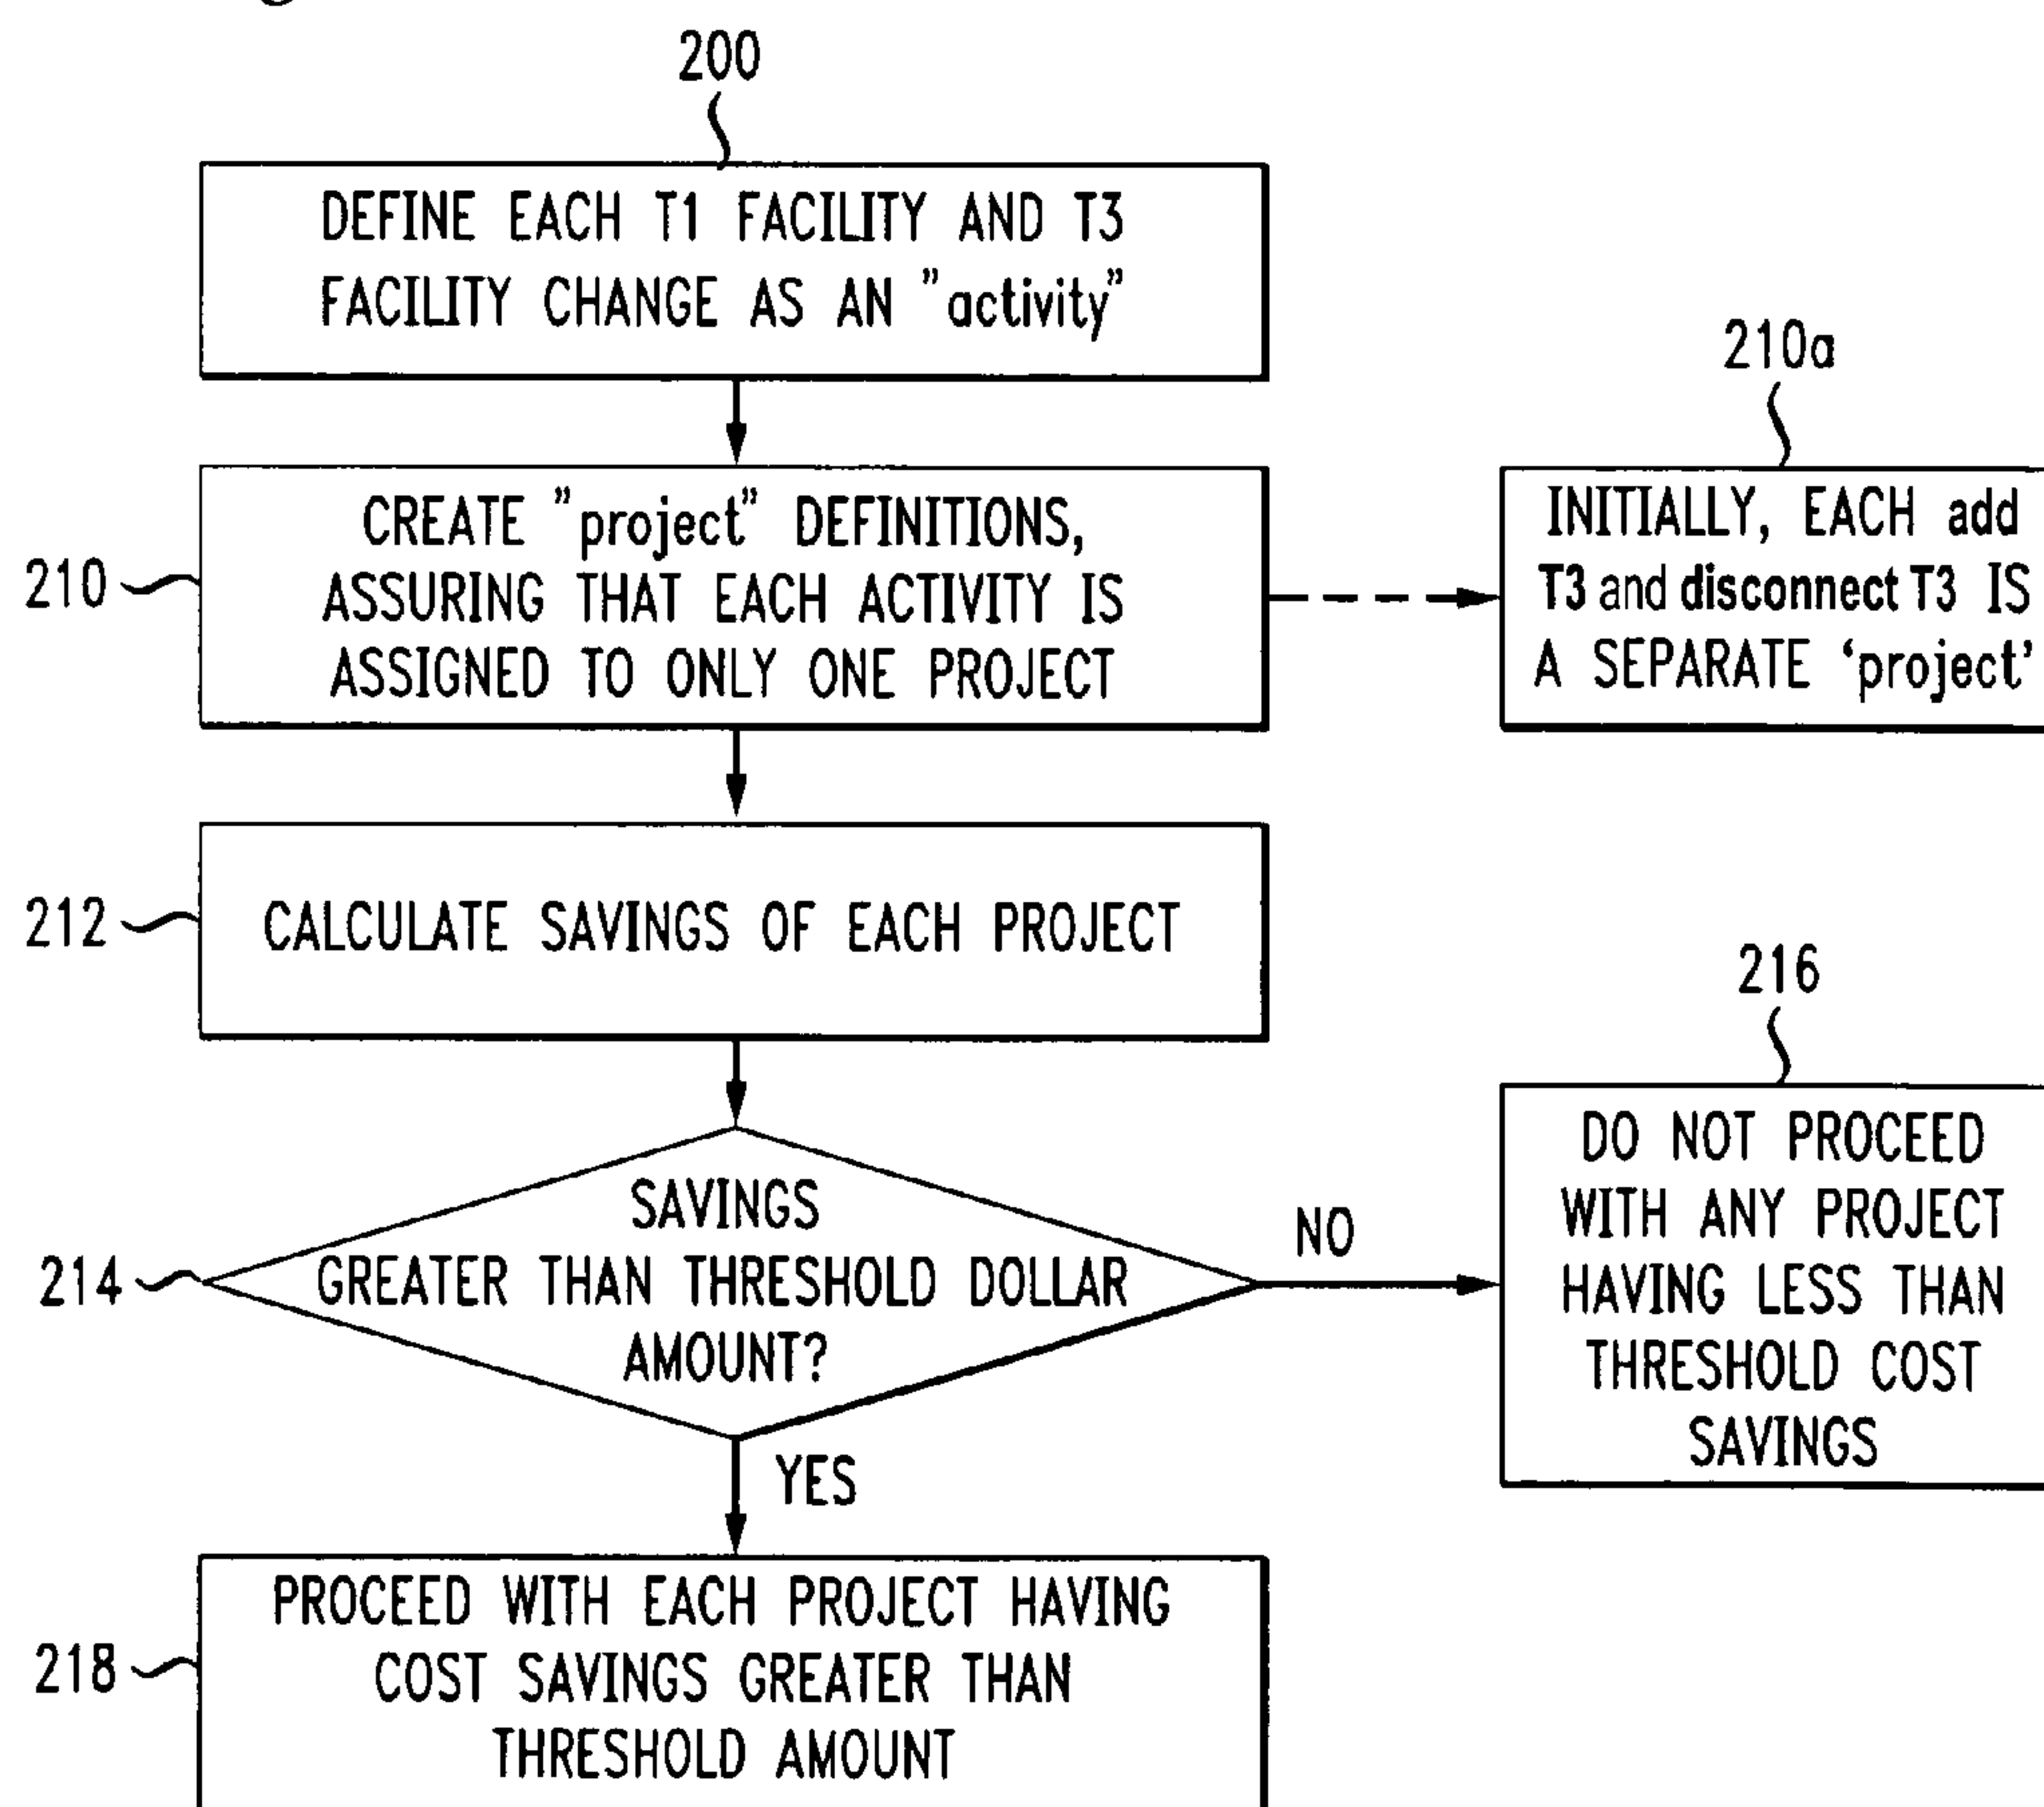 200
DEFINE EACH T1 FACILITY AND T3
FACILITY CHANGE AS AN "activity"
210
CREATE "project" DEFINITIONS,
ASSURING THAT EACH ACTIVITY IS
ASSIGNED TO ONLY ONE PROJECT
210a
INITIALLY, EACH add
T3 and disconnect T3 IS
A SEPARATE 'project'
212
CALCULATE SAVINGS OF EACH PROJECT
214
SAVINGS
GREATER THAN THRESHOLD DOLLAR
AMOUNT?
NO
216
DO NOT PROCEED
WITH ANY PROJECT
HAVING LESS THAN
THRESHOLD COST
SAVINGS
YES
218
PROCEED WITH EACH PROJECT HAVING
COST SAVINGS GREATER THAN
THRESHOLD AMOUNT